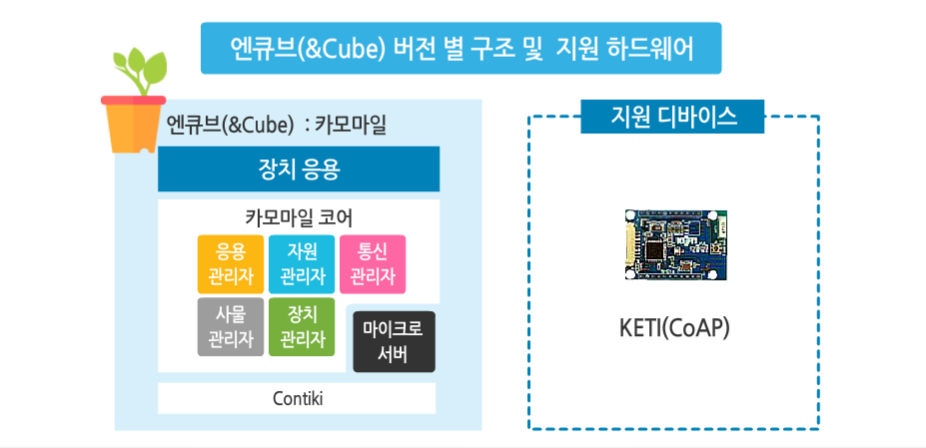 엔큐브(&Cube) 버전 별 구조 및 지원 하드웨어
엔큐브(&Cube) : 카모마일
장치 응용
카모마일 코어
응용
관리자
자원
관리자
통신
관리자
사물
관리자
장치
관리자
마이크로
서버
Contiki
지원 디바이스
KETI(CoAP)